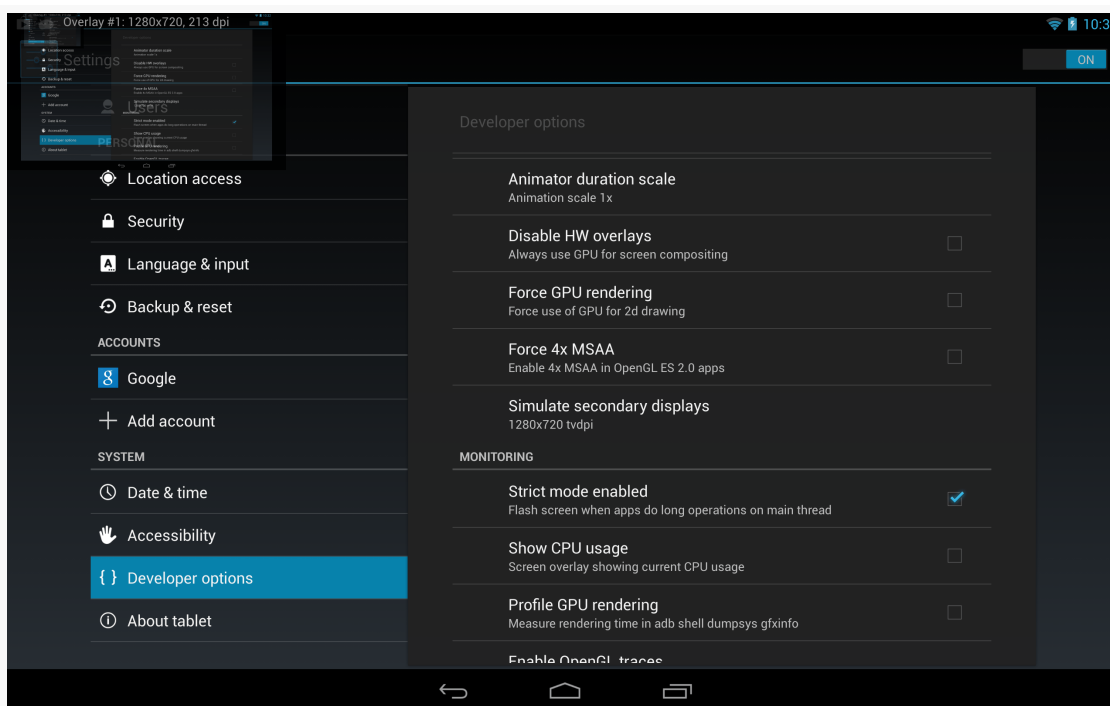 Overlay #1: 1280x720, 213 dpi
10:3
Settings
ON
Users
PERSONAL
Location access
Security
Language & input
Backup & reset
ACCOUNTS
Google
Add account
SYSTEM
Date & time
Accessibility
{ } Developer options
About tablet
Developer options
Animator duration scale
Animation scale 1x
Disable HW overlays
Always use GPU for screen compositing
Force GPU rendering
Force use of GPU for 2d drawing
Force 4x MSAA
Enable 4x MSAA in OpenGL ES 2.0 apps
Simulate secondary displays
1280x720 tvdpi
MONITORING
Strict mode enabled
Flash screen when apps do long operations on main thread
Show CPU usage
Screen overlay showing current CPU usage
Profile GPU rendering
Measure rendering time in adb shell dumpsys gfxinfo
Enable OpenGL traces